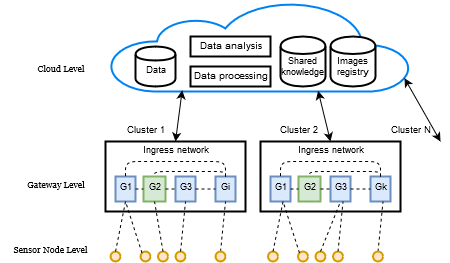 Cloud Level
Data
Data analysis
Data processing
Shared
knowledge
Images
registry
Cluster 1
Cluster 2
Cluster N
Gateway Level
Ingress network
G1
G2
G3
Gi
Ingress network
G1
G2
G3
Gk
Sensor Node Level